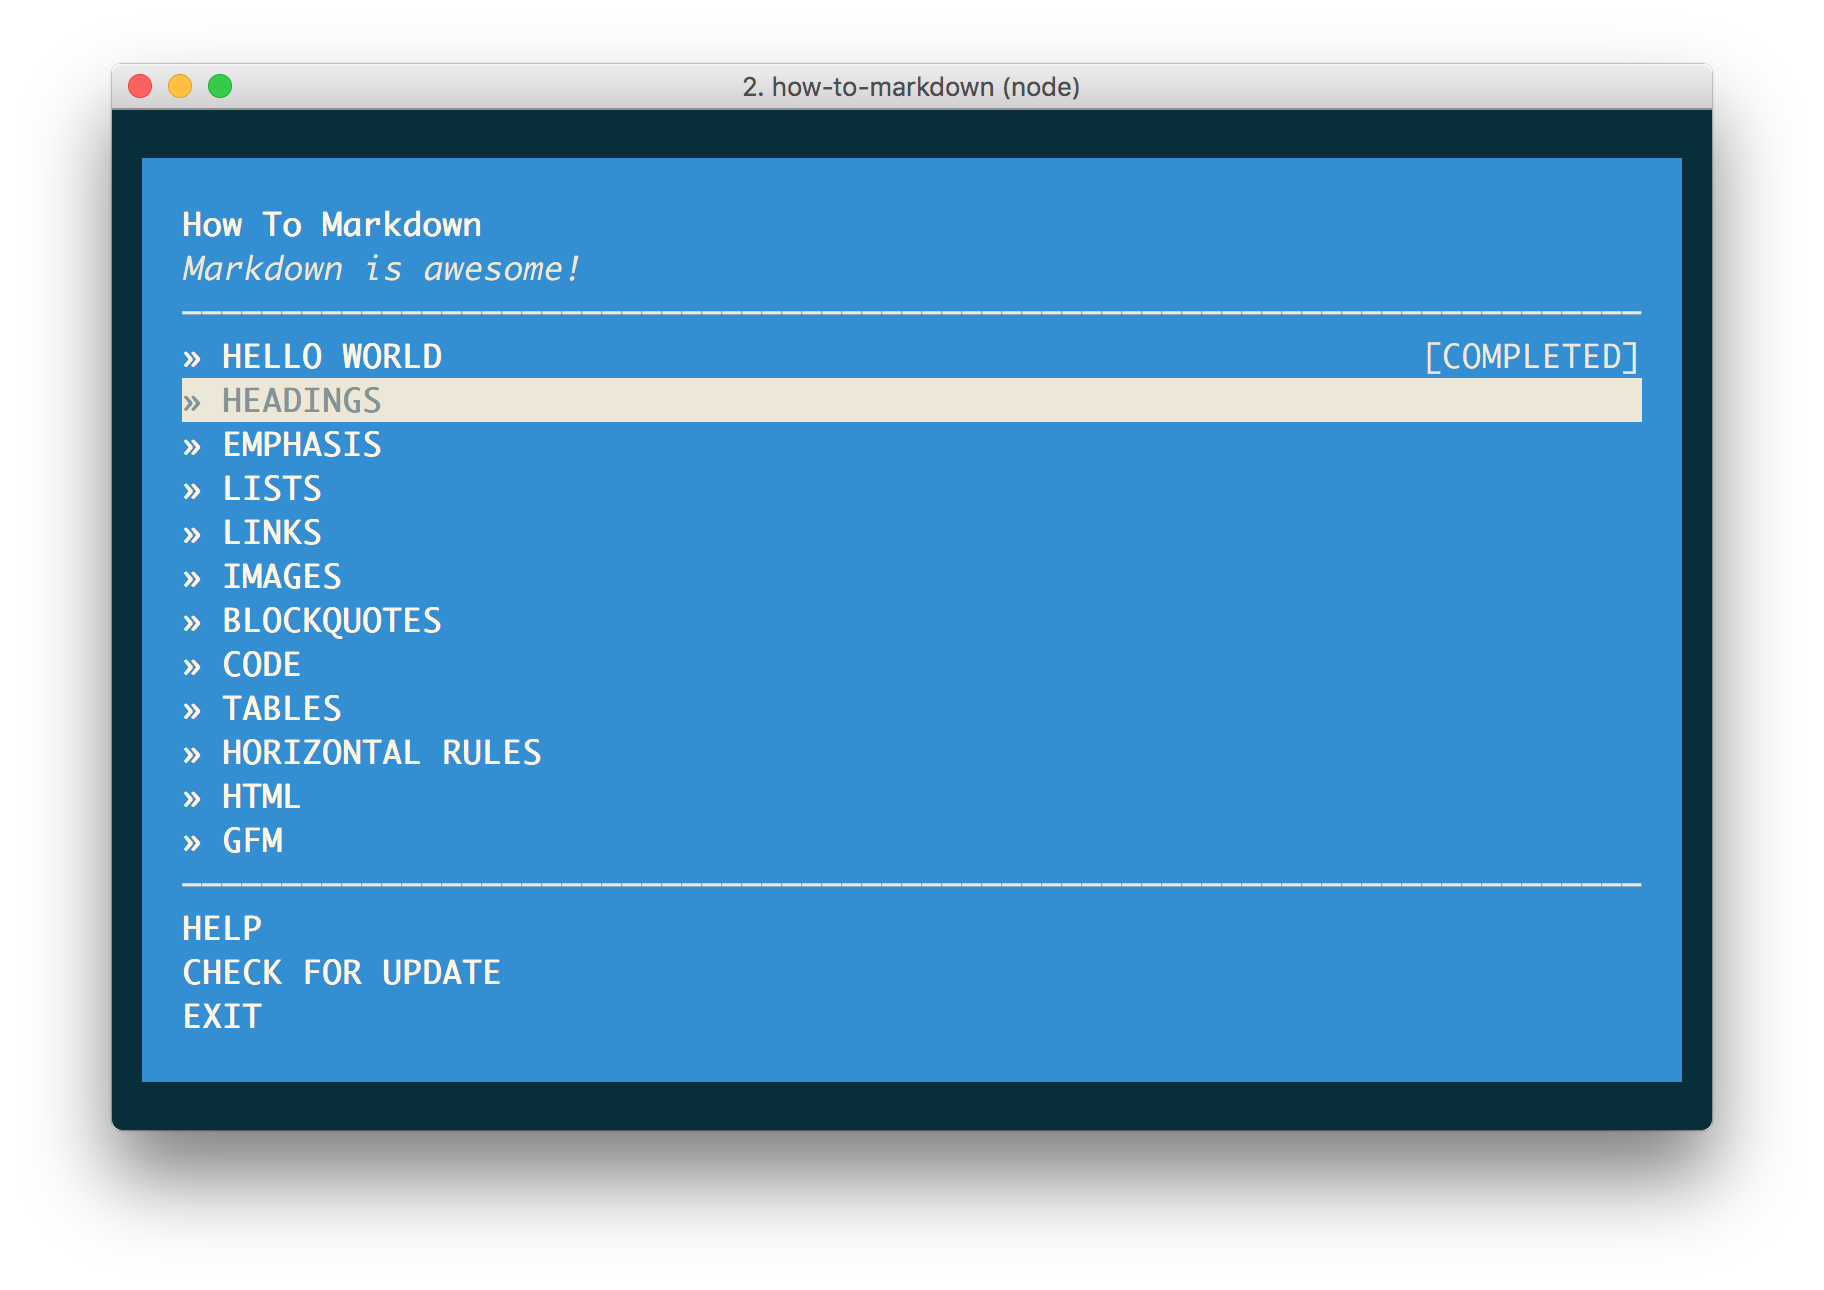 2. how-to-markdown (node)
How To Markdown
Markdown is awesome!
» HELLO WORLD [COMPLETED]
» HEADINGS
» EMPHASIS
» LISTS
» LINKS
» IMAGES
» BLOCKQUOTES
» CODE
» TABLES
» HORIZONTAL RULES
» HTML
» GFM
HELP
CHECK FOR UPDATE
EXIT